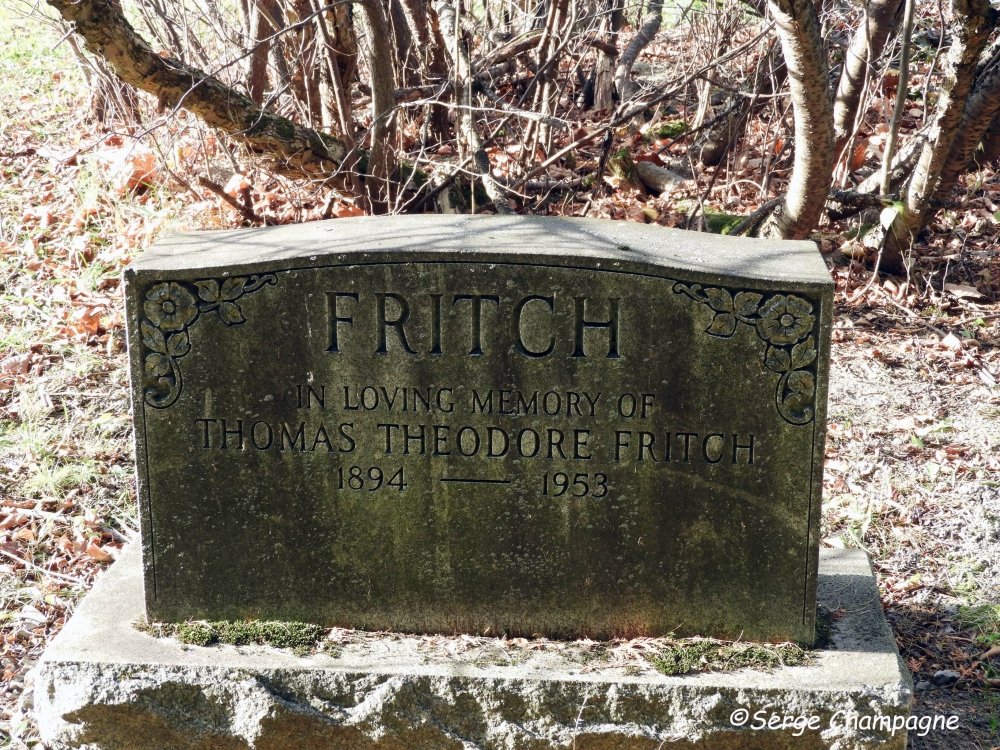 FRITCH
IN LOVING MEMORY OF
THOMAS THEODORE FRITCH
1894 — 1953
©Serge Champagne